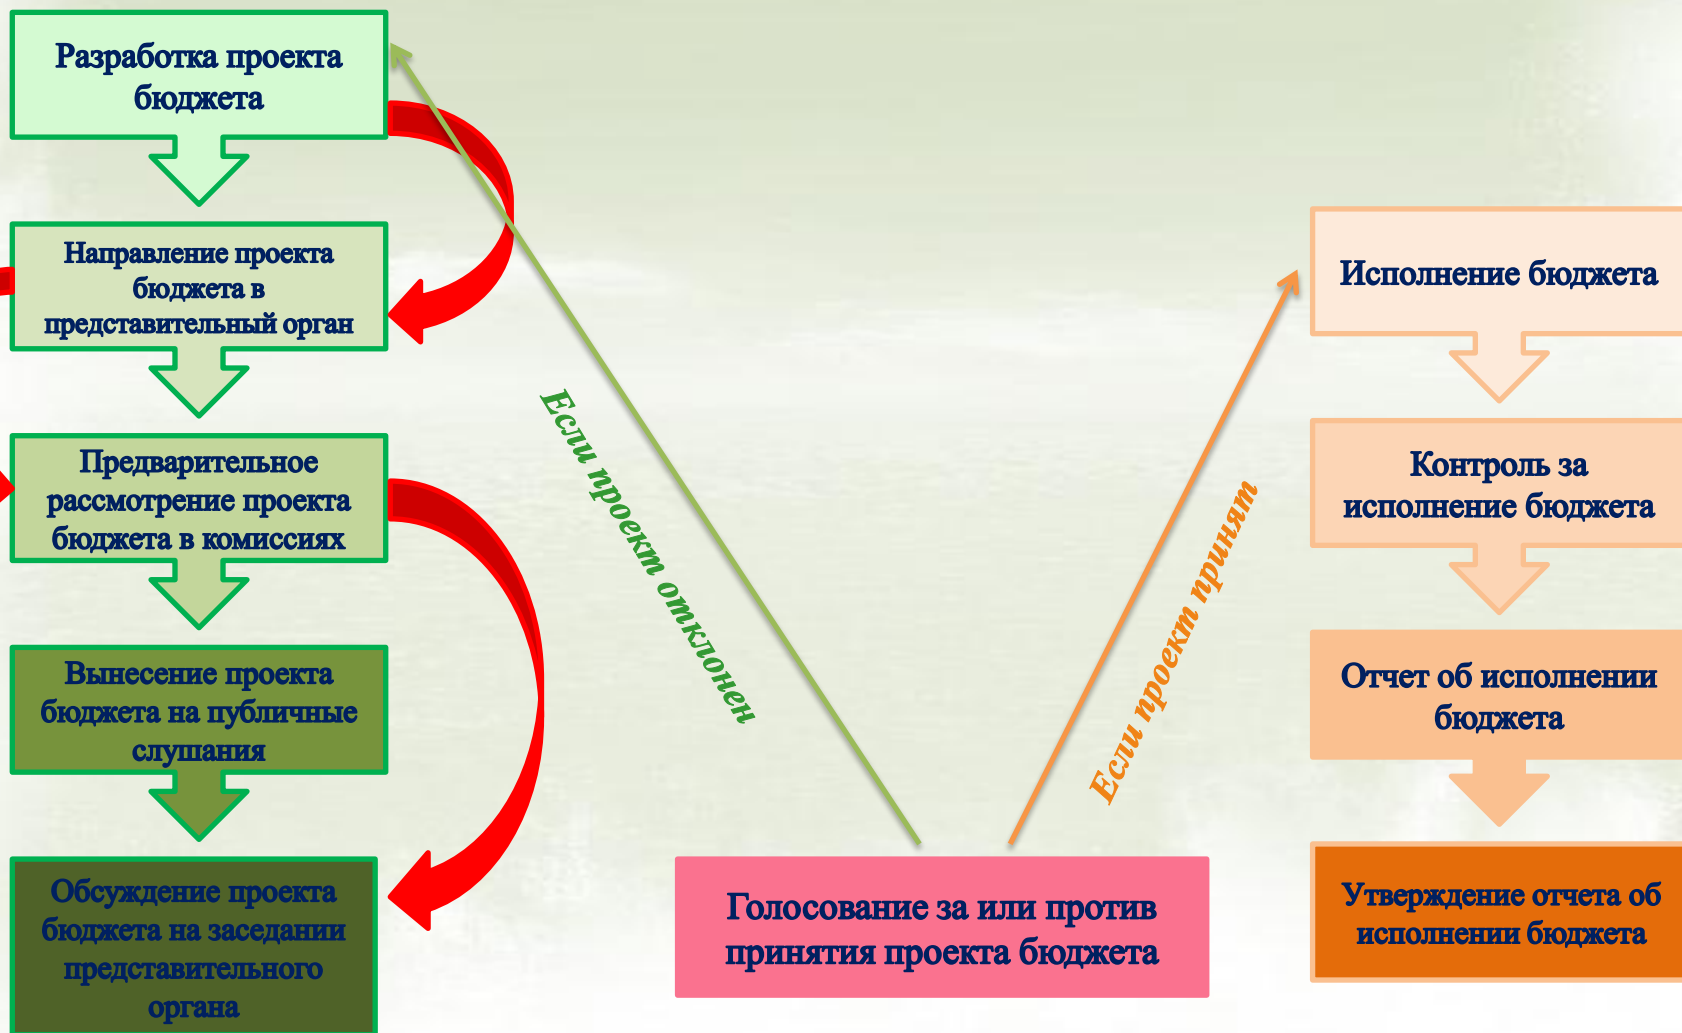 Разработка проекта
бюджета
Направление проекта
бюджета в
представительный орган
Предварительное
рассмотрение проекта
бюджета в комиссиях
Вынесение проекта
бюджета на публичные
слушания
Обсуждение проекта
бюджета на заседании
представительного
органа
Если проект отклонен
Голосование за или против
принятия проекта бюджета
Если проект принят
Исполнение бюджета
Контроль за
исполнение бюджета
Отчет об исполнении
бюджета
Утверждение отчета об
исполнении бюджета